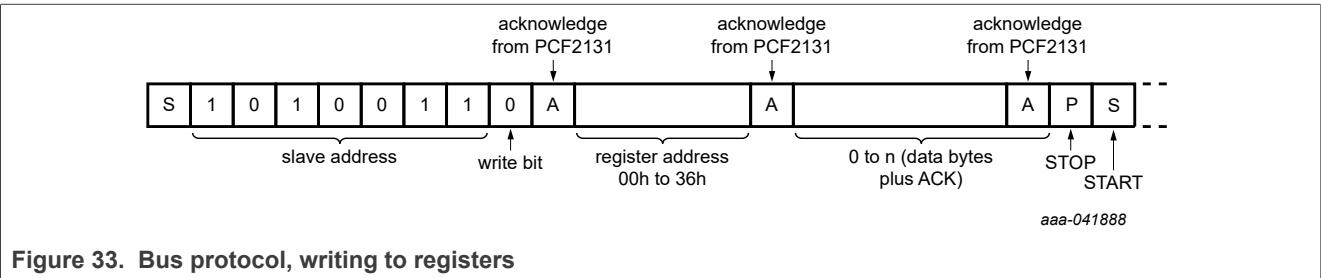 acknowledge
from PCF2131
acknowledge
from PCF2131
acknowledge
from PCF2131
S 1 0 1 0 0 1 1 0 A A A P S
slave address
write bit
register address
00h to 36h
0 to n (data bytes
plus ACK)
STOP
START
aaa-041888
Figure 33. Bus protocol, writing to registers